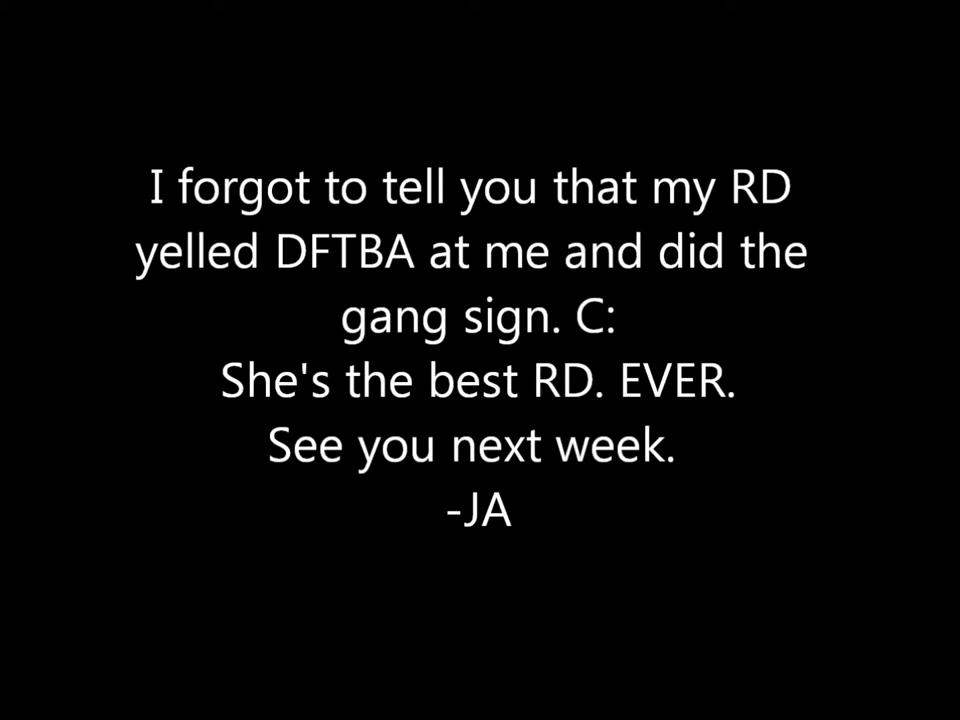 I forgot to tell you that my RD
yelled DFTBA at me and did the
gang sign. C:
She's the best RD. EVER.
See you next week.
-JA